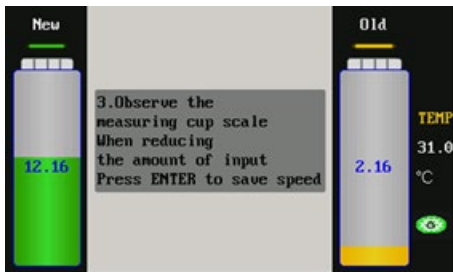 New
Old
3.Observe the
measuring cup scale
When reducing
the amount of input
Press ENTER to save speed
12.16
2.16
TEMP
31.0
°C